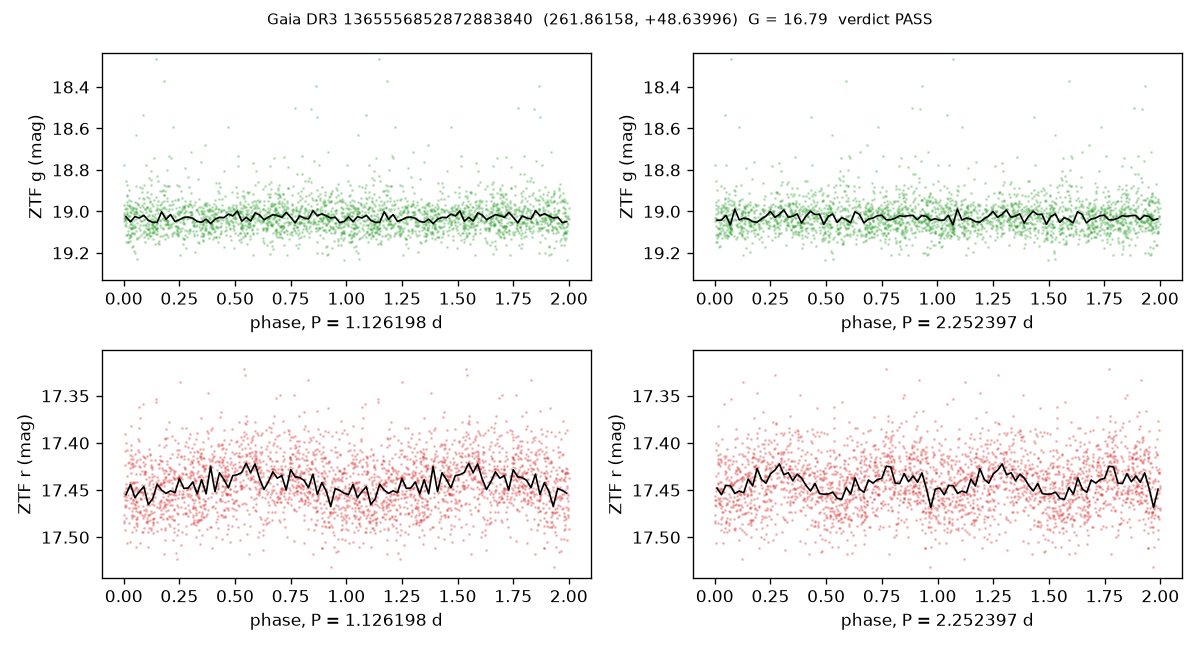 Gaia DR3 1365556852872883840 (261.86158, +48.63996) G = 16.79 verdict PASS
ZTF g (mag)
18.4
18.6
18.8
19.0
19.2
0.00 0.25 0.50 0.75 1.00 1.25 1.50 1.75 2.00
phase, P = 1.126198 d
ZTF g (mag)
18.4
18.6
18.8
19.0
19.2
0.00 0.25 0.50 0.75 1.00 1.25 1.50 1.75 2.00
phase, P = 2.252397 d
ZTF r (mag)
17.35
17.40
17.45
17.50
0.00 0.25 0.50 0.75 1.00 1.25 1.50 1.75 2.00
phase, P = 1.126198 d
ZTF r (mag)
17.35
17.40
17.45
17.50
0.00 0.25 0.50 0.75 1.00 1.25 1.50 1.75 2.00
phase, P = 2.252397 d